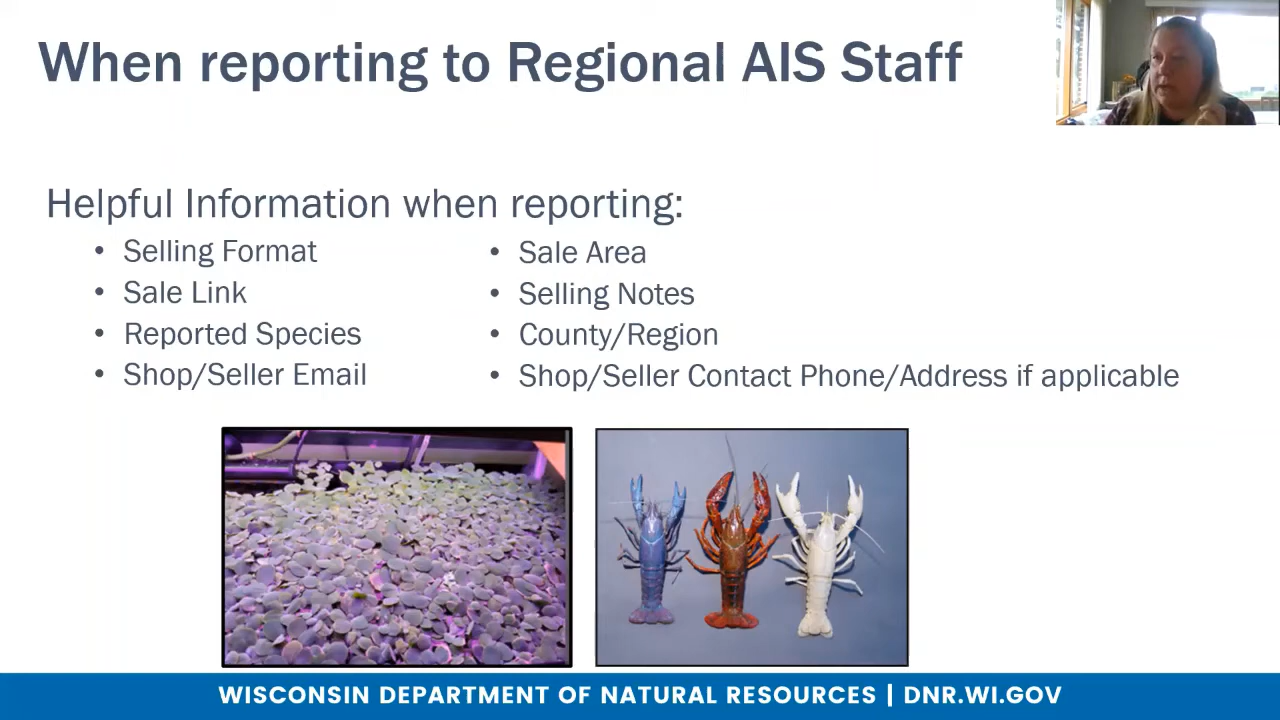 When reporting to Regional AIS Staff
Helpful Information when reporting:
• Selling Format
• Sale Link
• Reported Species
• Shop/Seller Email
• Sale Area
• Selling Notes
• County/Region
• Shop/Seller Contact Phone/Address if applicable
WISCONSIN DEPARTMENT OF NATURAL RESOURCES | DNR.WI.GOV